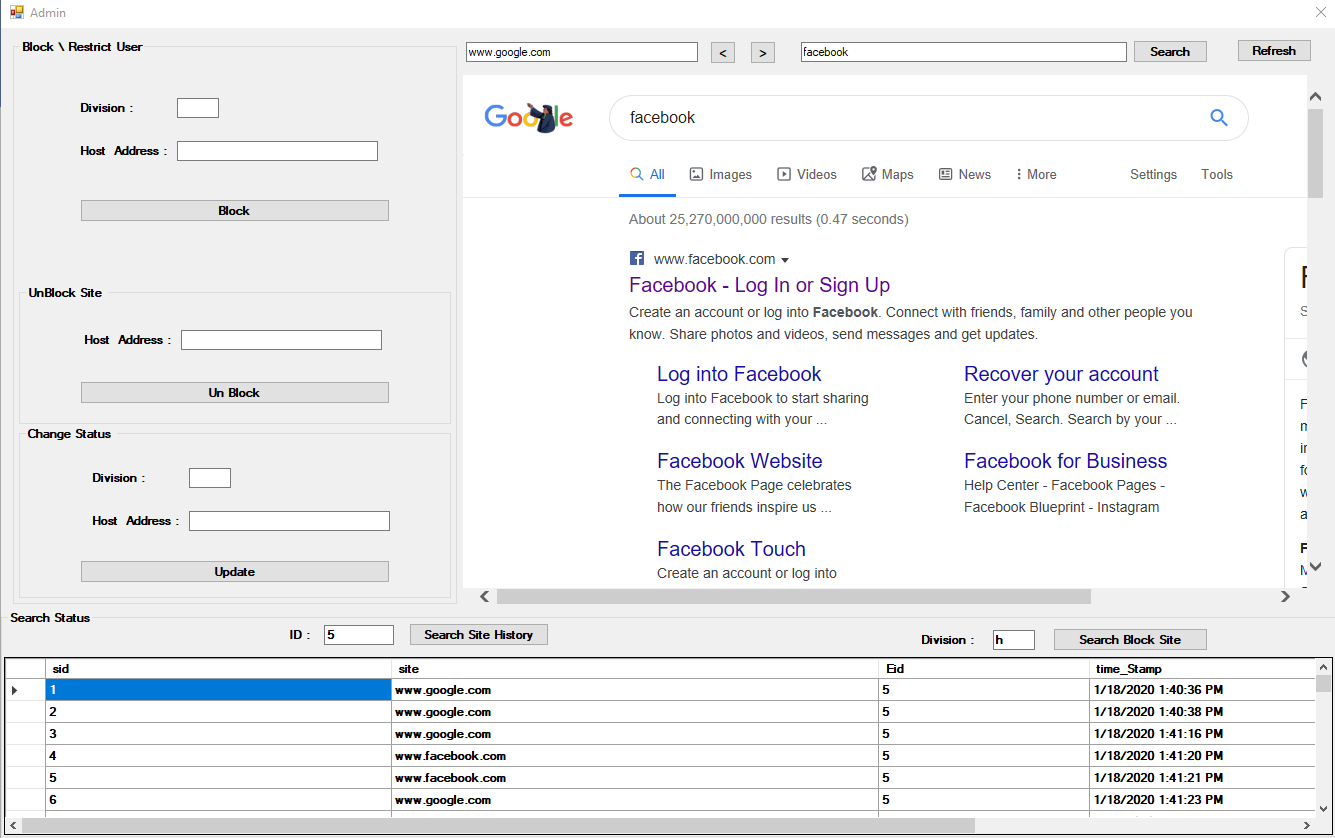 Admin
Block \ Restrict User
Division :
Host Address :
Block
UnBlock Site
Host Address :
Un Block
Change Status
Division :
Host Address :
Update
www.google.com < > facebook Search Refresh
Google facebook
All Images Videos Maps News More Settings Tools
About 25,270,000,000 results (0.47 seconds)
www.facebook.com
Facebook - Log In or Sign Up
Create an account or log into Facebook. Connect with friends, family and other people you
know. Share photos and videos, send messages and get updates.
Log into Facebook
Log into Facebook to start sharing
and connecting with your ...
Recover your account
Enter your phone number or email.
Cancel, Search. Search by your ...
Facebook Website
The Facebook Page celebrates
how our friends inspire us ...
Facebook for Business
Help Center - Facebook Pages -
Facebook Blueprint - Instagram
Facebook Touch
Create an account or log into
Search Status
ID : 5 Search Site History Division : h Search Block Site
sid site Eid time_Stamp
1 www.google.com 5 1/18/2020 1:40:36 PM
2 www.google.com 5 1/18/2020 1:40:38 PM
3 www.google.com 5 1/18/2020 1:41:16 PM
4 www.facebook.com 5 1/18/2020 1:41:20 PM
5 www.facebook.com 5 1/18/2020 1:41:21 PM
6 www.google.com 5 1/18/2020 1:41:23 PM